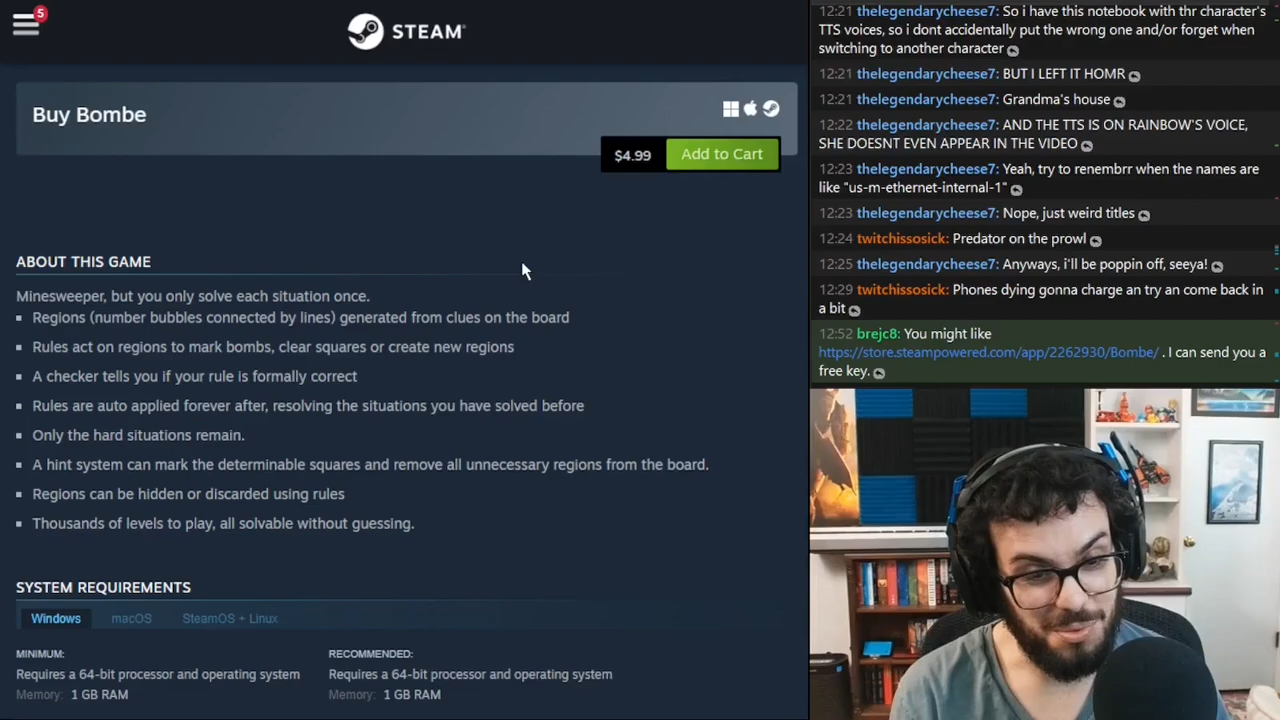 5
STEAM®
Buy Bombe
$4.99 Add to Cart
ABOUT THIS GAME
Minesweeper, but you only solve each situation once.
▪ Regions (number bubbles connected by lines) generated from clues on the board
▪ Rules act on regions to mark bombs, clear squares or create new regions
▪ A checker tells you if your rule is formally correct
▪ Rules are auto applied forever after, resolving the situations you have solved before
▪ Only the hard situations remain.
▪ A hint system can mark the determinable squares and remove all unnecessary regions from the board.
▪ Regions can be hidden or discarded using rules
▪ Thousands of levels to play, all solvable without guessing.
SYSTEM REQUIREMENTS
Windows macOS SteamOS + Linux
MINIMUM:
Requires a 64-bit processor and operating system
Memory: 1 GB RAM
RECOMMENDED:
Requires a 64-bit processor and operating system
Memory: 1 GB RAM
12:21 thelegendarycheese7: So i have this notebook with thr character's
TTS voices, so i dont accidentally put the wrong one and/or forget when
switching to another character
12:21 thelegendarycheese7: BUT I LEFT IT HOMR
12:21 thelegendarycheese7: Grandma's house
12:22 thelegendarycheese7: AND THE TTS IS ON RAINBOW'S VOICE,
SHE DOESNT EVEN APPEAR IN THE VIDEO
12:23 thelegendarycheese7: Yeah, try to remembrr when the names are
like "us-m-ethernet-internal-1"
12:23 thelegendarycheese7: Nope, just weird titles
12:24 twitchissosick: Predator on the prowl
12:25 thelegendarycheese7: Anyways, i'll be poppin off, seeya!
12:29 twitchissosick: Phones dying gonna charge an try an come back in
a bit
12:52 brejc8: You might like
https://store.steampowered.com/app/2262930/Bombe/ . I can send you a
free key.